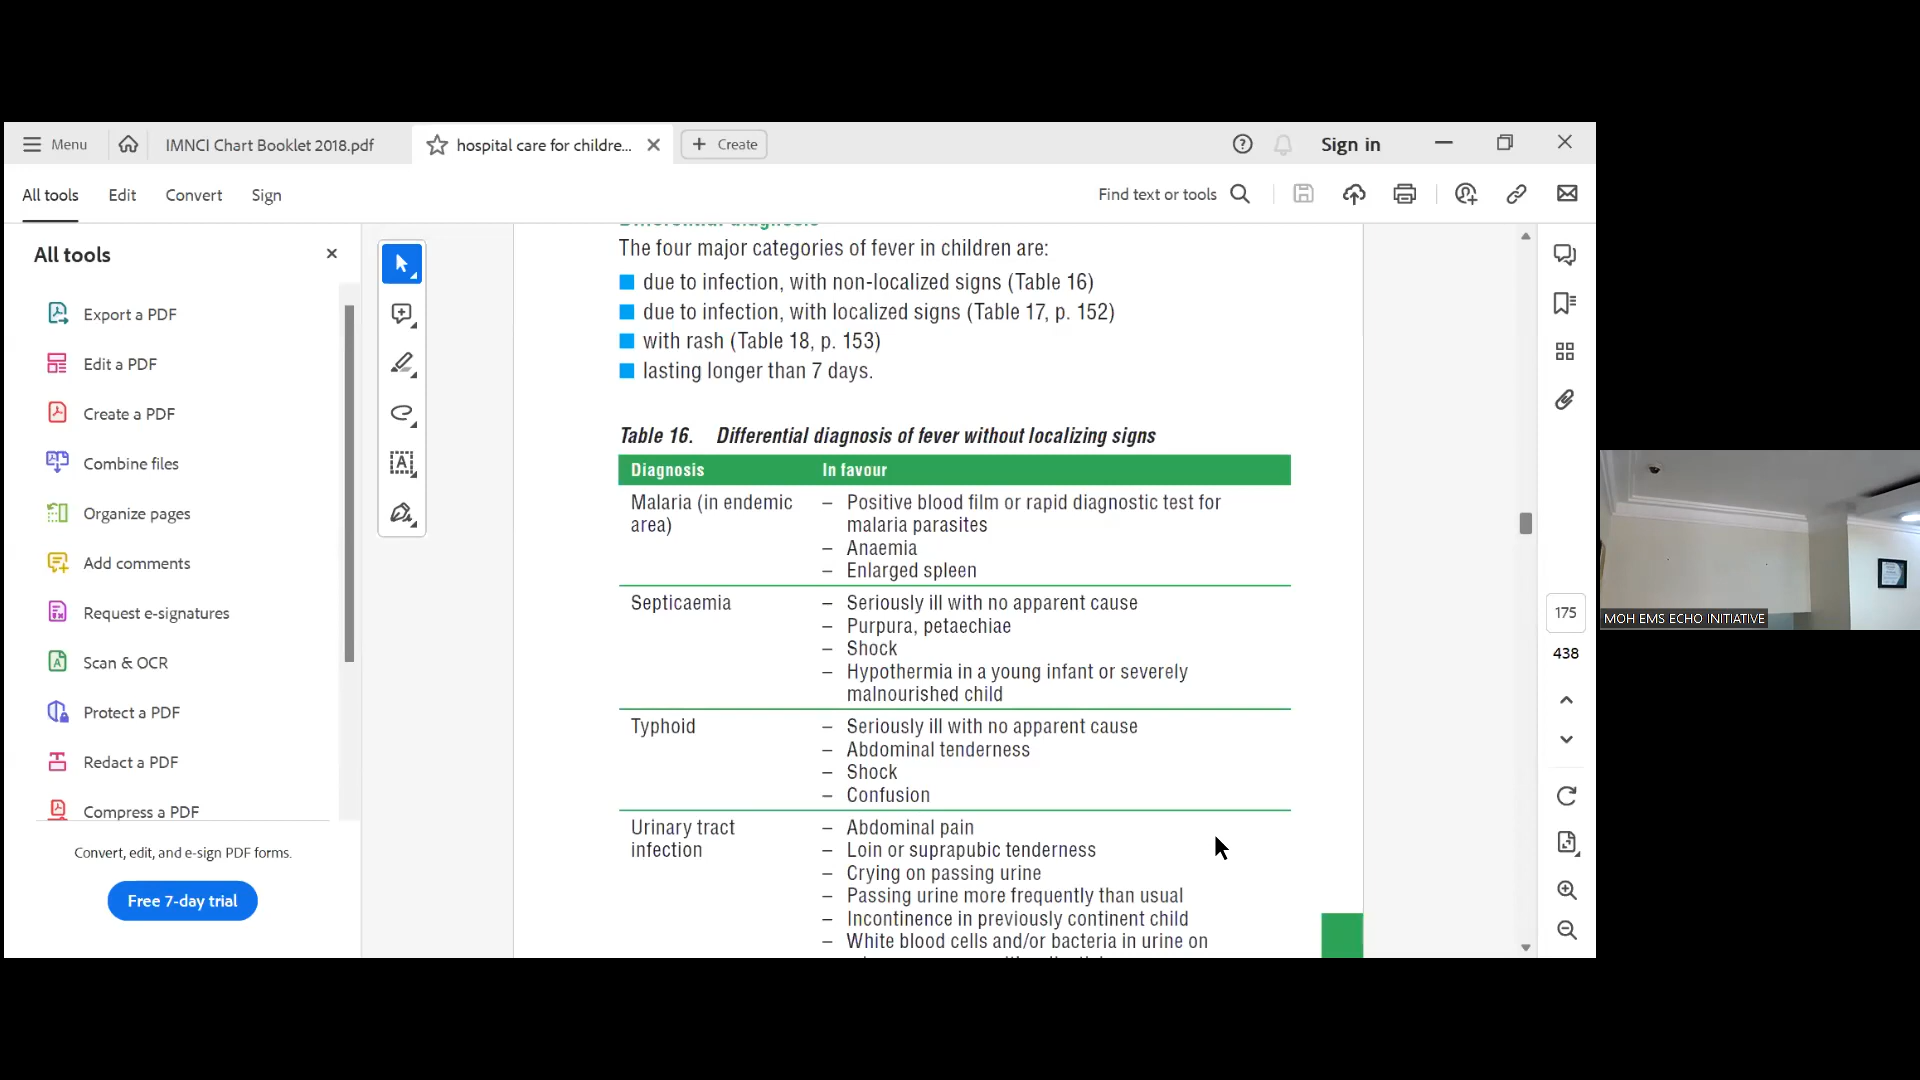 Menu
IMNCI Chart Booklet 2018.pdf
hospital care for childre...
Create
Sign in
All tools
Edit
Convert
Sign
Find text or tools
All tools
Export a PDF
Edit a PDF
Create a PDF
Combine files
Organize pages
Add comments
Request e-signatures
Scan & OCR
Protect a PDF
Redact a PDF
Compress a PDF
Convert, edit, and e-sign PDF forms.
Free 7-day trial
Differential diagnosis
The four major categories of fever in children are:
due to infection, with non-localized signs (Table 16)
due to infection, with localized signs (Table 17, p. 152)
with rash (Table 18, p. 153)
lasting longer than 7 days.
Table 16. Differential diagnosis of fever without localizing signs
Diagnosis In favour
Malaria (in endemic – Positive blood film or rapid diagnostic test for
area) malaria parasites
– Anaemia
– Enlarged spleen
Septicaemia – Seriously ill with no apparent cause
– Purpura, petaechiae
– Shock
– Hypothermia in a young infant or severely
malnourished child
Typhoid – Seriously ill with no apparent cause
– Abdominal tenderness
– Shock
– Confusion
Urinary tract – Abdominal pain
infection – Loin or suprapubic tenderness
– Crying on passing urine
– Passing urine more frequently than usual
– Incontinence in previously continent child
– White blood cells and/or bacteria in urine on
175
438
MOH EMS ECHO INITIATIVE